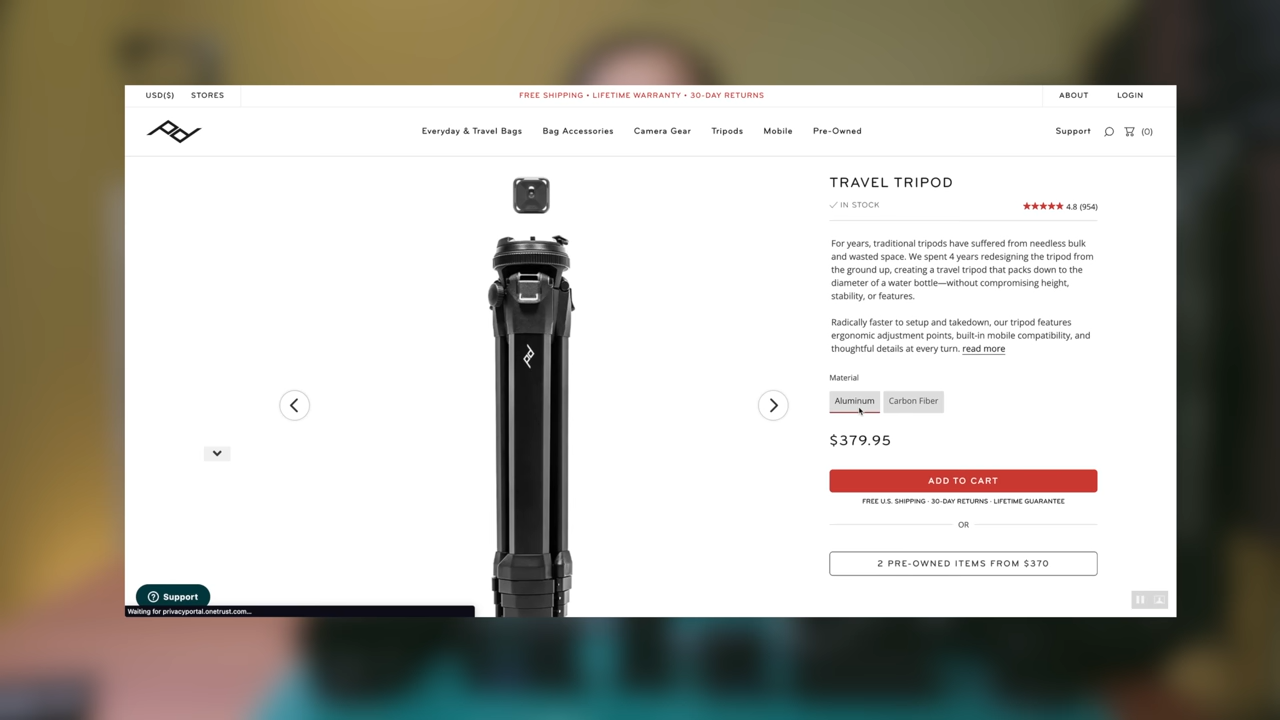 USD($) STORES
FREE SHIPPING • LIFETIME WARRANTY • 30-DAY RETURNS
ABOUT LOGIN
Everyday & Travel Bags Bag Accessories Camera Gear Tripods Mobile Pre-Owned
Support (0)
TRAVEL TRIPOD
IN STOCK
4.8 (954)
For years, traditional tripods have suffered from needless bulk
and wasted space. We spent 4 years redesigning the tripod from
the ground up, creating a travel tripod that packs down to the
diameter of a water bottle—without compromising height,
stability, or features.
Radically faster to setup and takedown, our tripod features
ergonomic adjustment points, built-in mobile compatibility, and
thoughtful details at every turn. read more
Material
Aluminum Carbon Fiber
$379.95
ADD TO CART
FREE U.S. SHIPPING · 30-DAY RETURNS · LIFETIME GUARANTEE
OR
2 PRE-OWNED ITEMS FROM $370
Support
Waiting for privacyportal.onetrust.com...